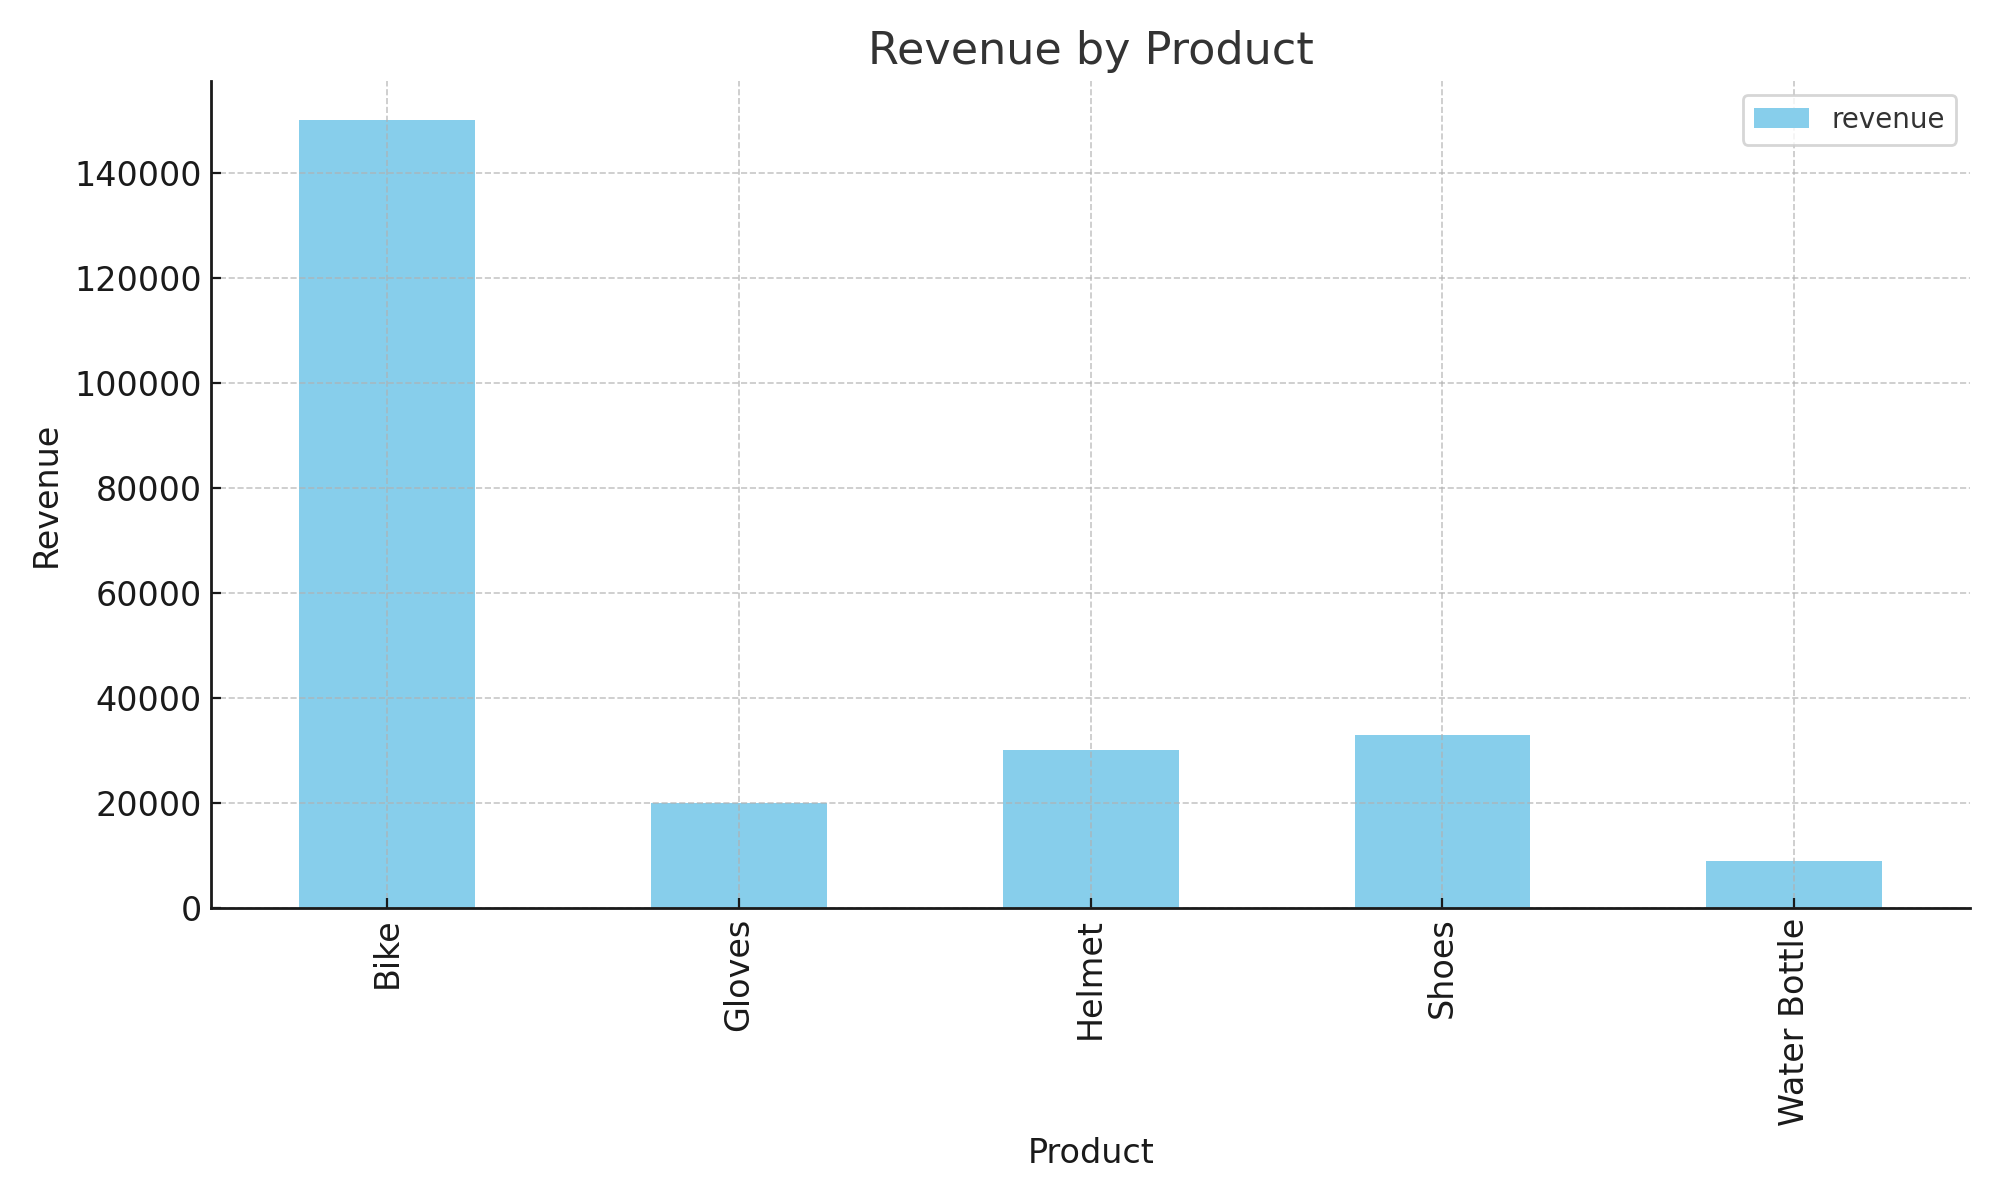 Revenue by Product
revenue
Revenue
140000
120000
100000
80000
60000
40000
20000
0
Bike
Gloves
Helmet
Shoes
Water Bottle
Product